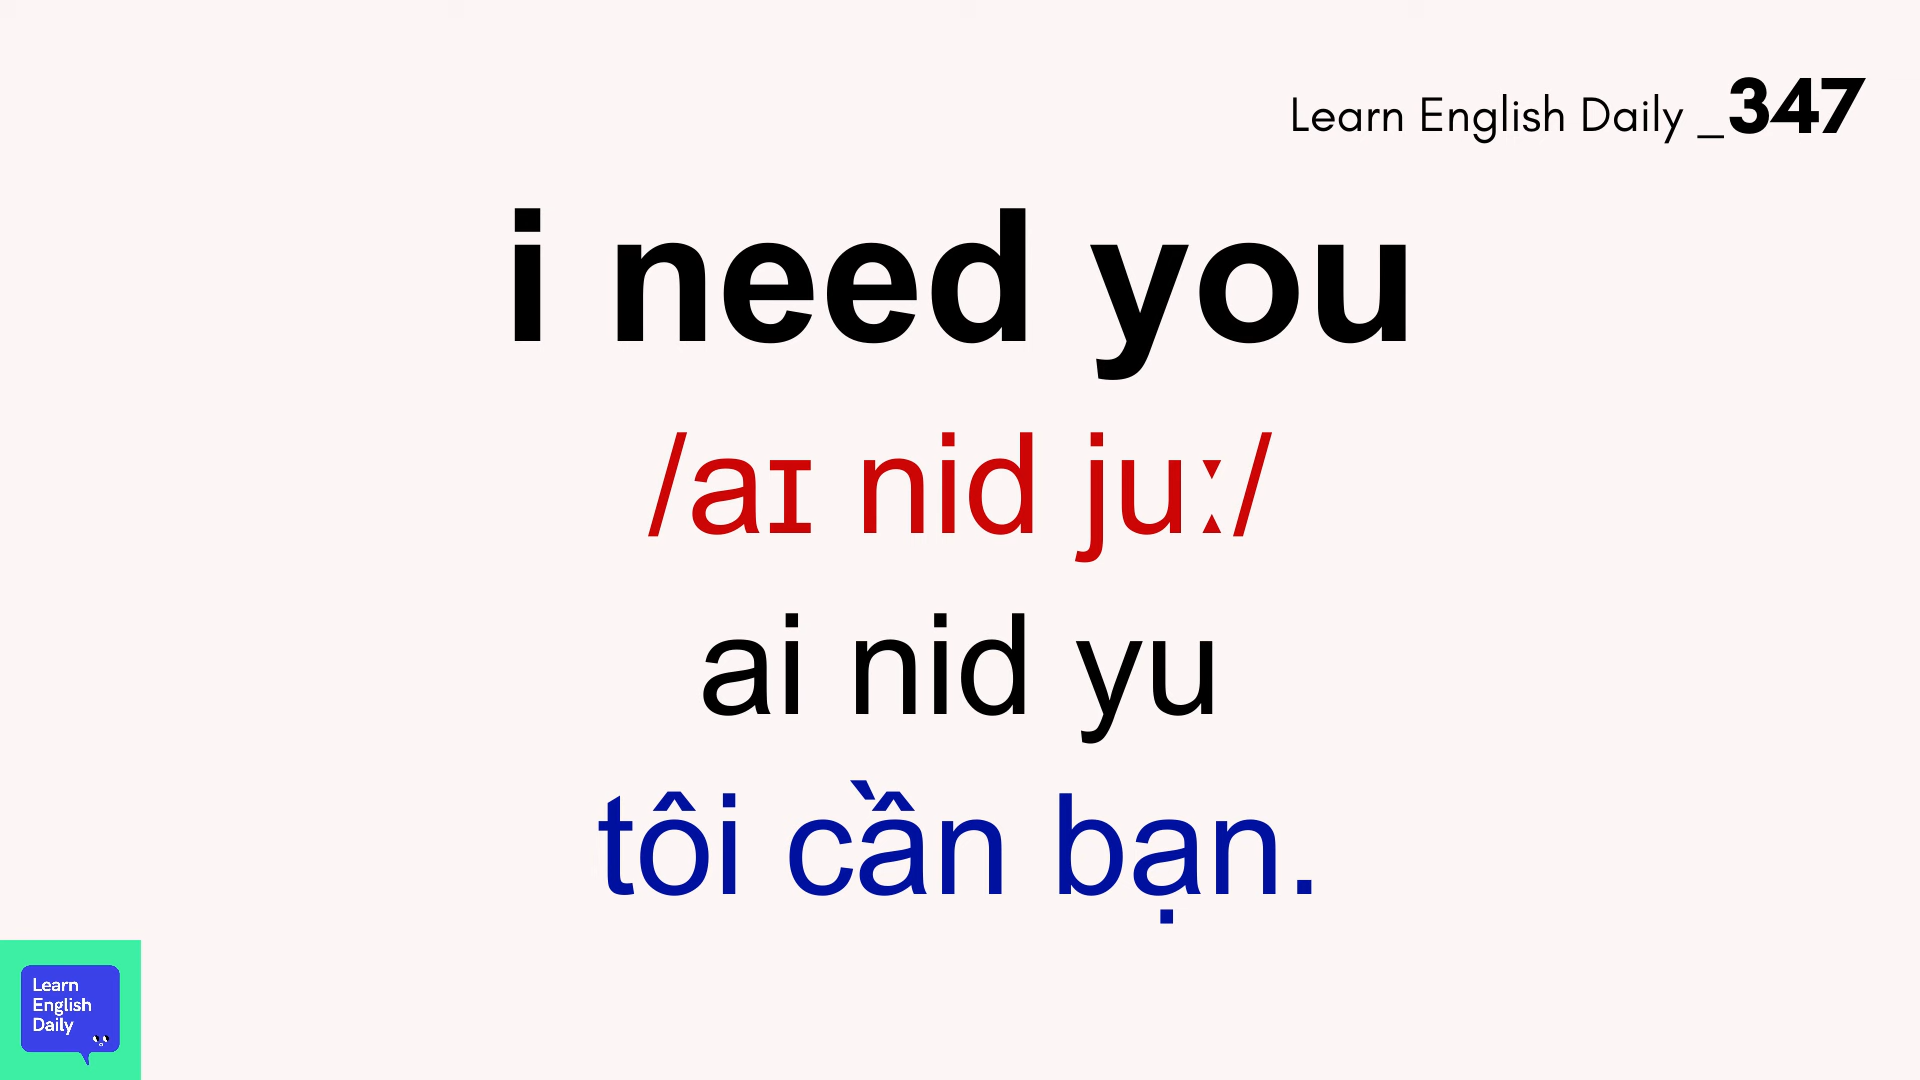 Learn English Daily _347
i need you
/aɪ nid juː/
ai nid yu
tôi cần bạn.
Learn
English
Daily